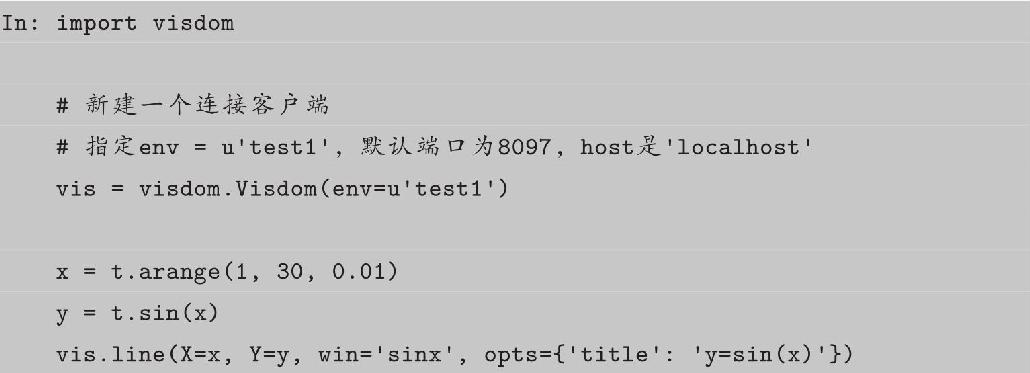 In: import visdom
# 新建一个连接客户端
# 指定env = u'test1', 默认端口为8097, host是'localhost'
vis = visdom.Visdom(env=u'test1')
x = t.arange(1, 30, 0.01)
y = t.sin(x)
vis.line(X=x, Y=y, win='sinx', opts={'title': 'y=sin(x)'})